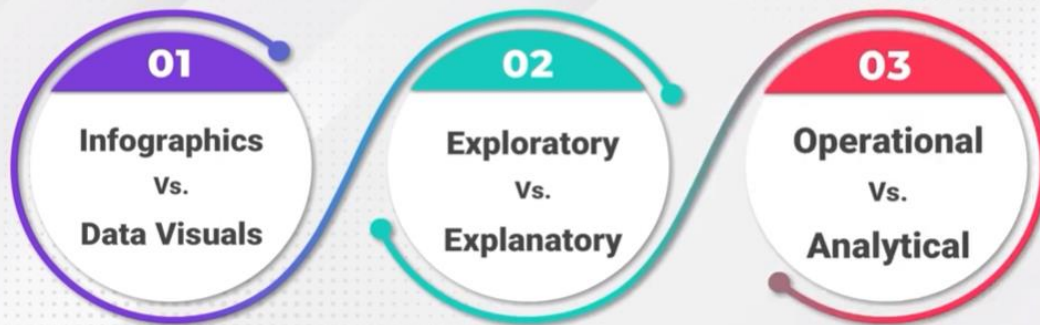 01
Infographics
Vs.
Data Visuals
02
Exploratory
Vs.
Explanatory
03
Operational
Vs.
Analytical